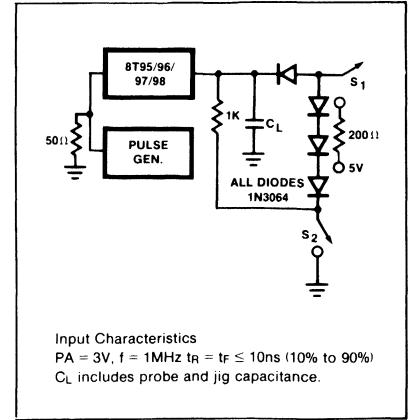 8T95/96/
97/98
S1
1K
CL
50Ω
PULSE
GEN.
200Ω
5V
ALL DIODES
1N3064
S2
Input Characteristics
PA = 3V, f = 1MHz tR = tF ≤ 10ns (10% to 90%)
CL includes probe and jig capacitance.